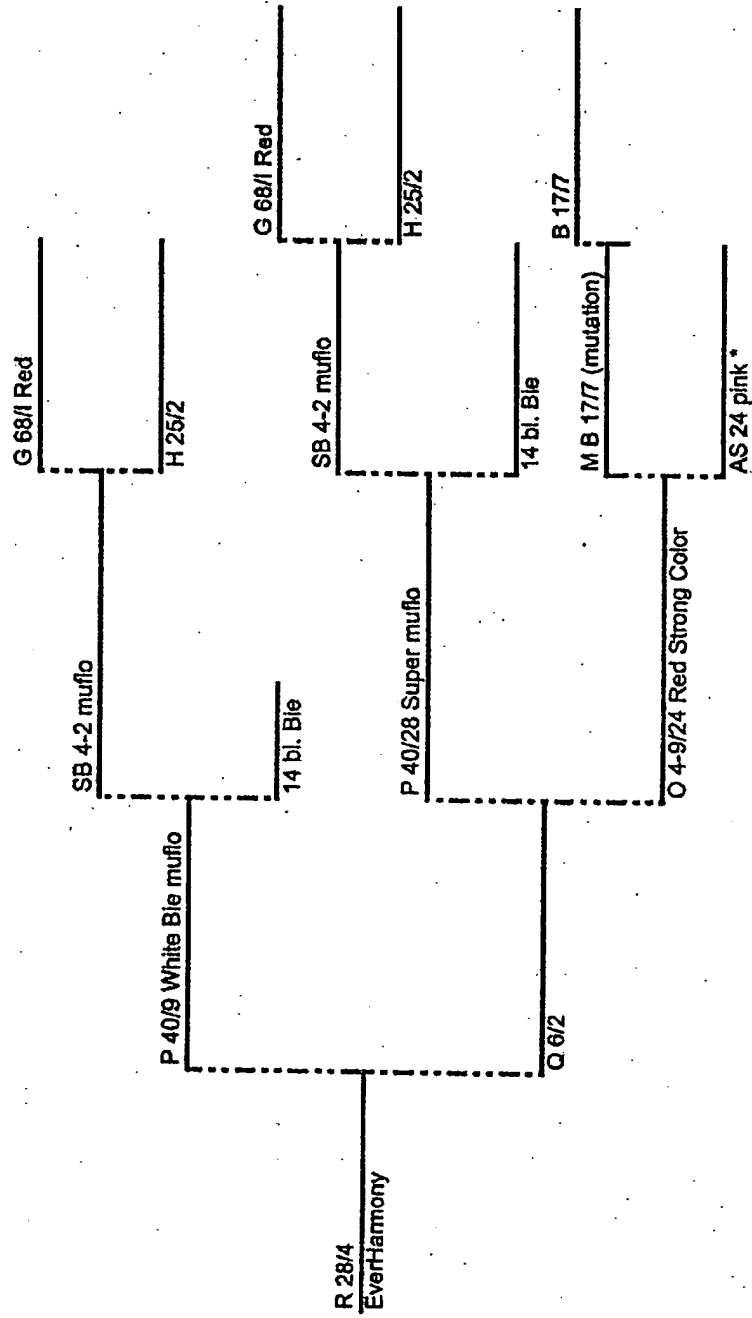 R 28/4
EverHarmony
P 40/9 White Bie muflo
Q 6/2
SB 4-2 muflo
14 bl. Bie
P 40/28 Super muflo
O 4-9/24 Red Strong Color
G 68/I Red
H 25/2
SB 4-2 muflo
14 bl. Bie
M B 17/7 (mutation)
AS 24 pink *
G 68/I Red
H 25/2
B 17/7